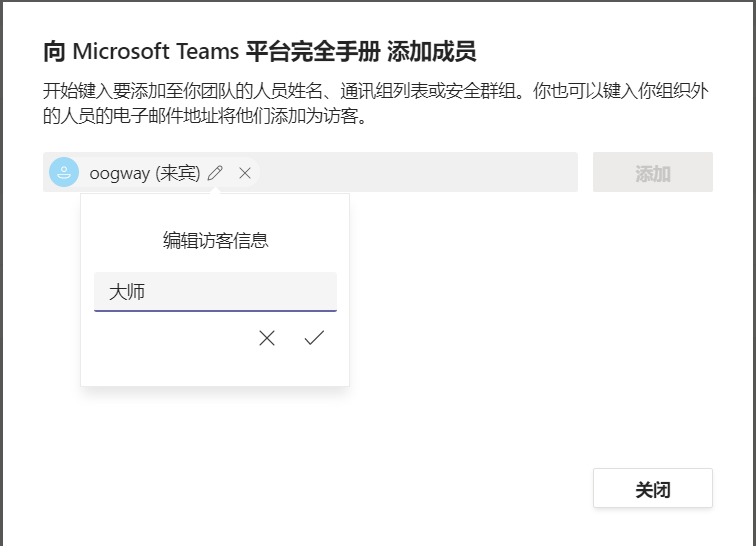 向 Microsoft Teams 平台完全手册 添加成员
开始键入要添加至你团队的人员姓名、通讯组列表或安全群组。你也可以键入你组织外
的人员的电子邮件地址将他们添加为访客。
oogway (来宾)
添加
编辑访客信息
大师
关闭